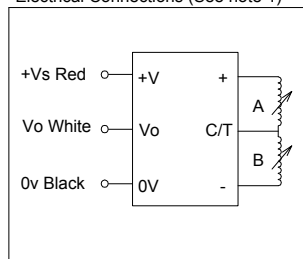 Electrical Connections (See note 1)
+Vs Red +V +
A
Vo White Vo C/T
B
0v Black 0V -